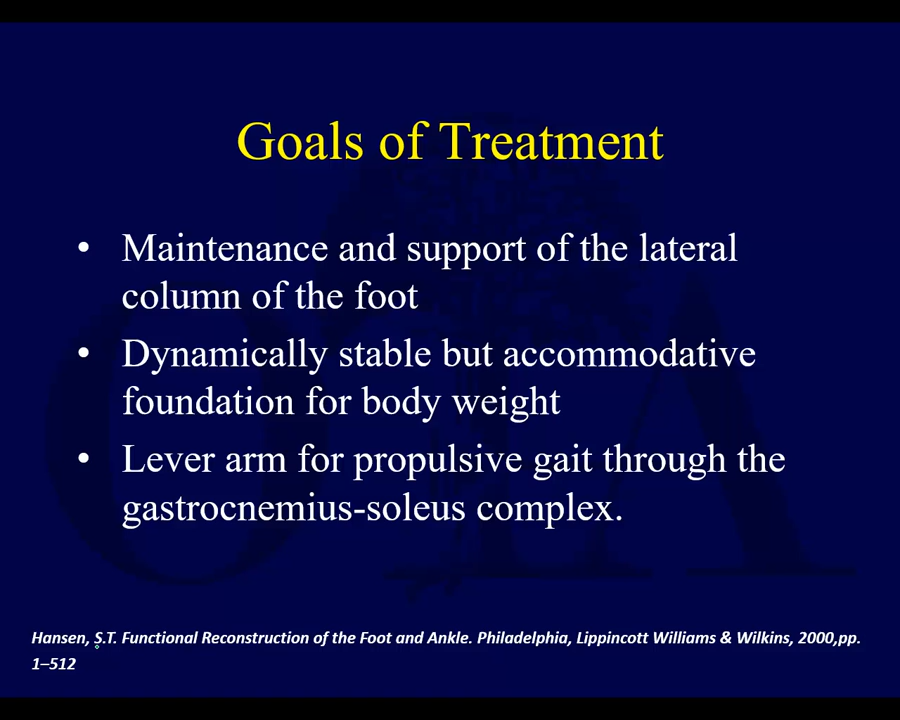 Goals of Treatment
• Maintenance and support of the lateral
column of the foot
• Dynamically stable but accommodative
foundation for body weight
• Lever arm for propulsive gait through the
gastrocnemius-soleus complex.
Hansen, S.T. Functional Reconstruction of the Foot and Ankle. Philadelphia, Lippincott Williams & Wilkins, 2000,pp.
1–512
OTA